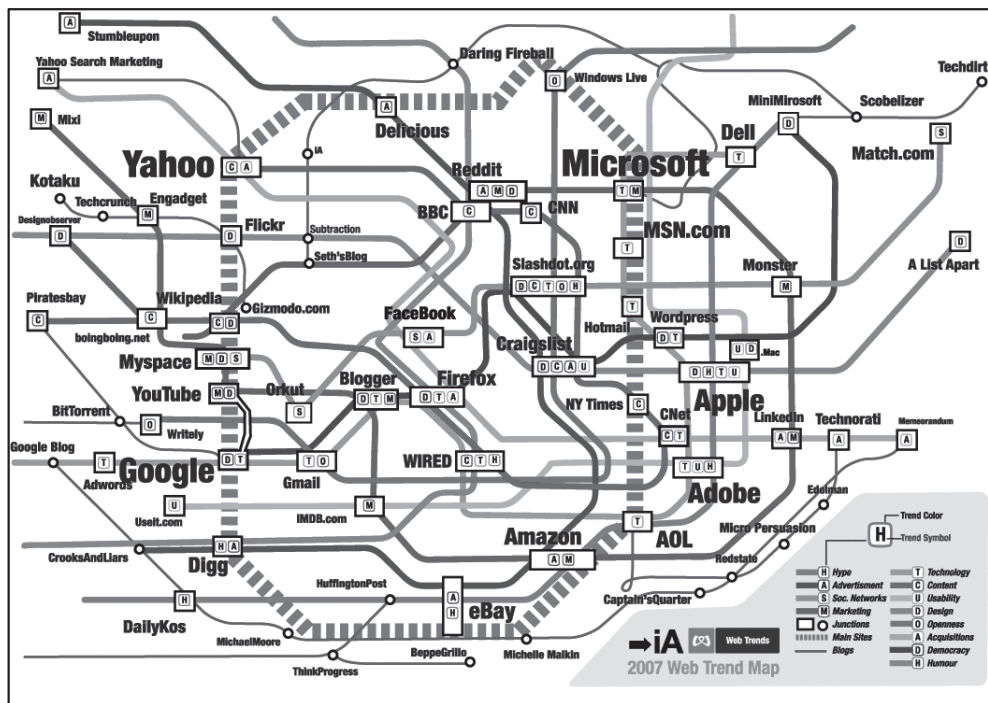 A
Stumbleupon
Daring Fireball
Yahoo Search Marketing
A
O
Windows Live
Techdirt
M
Mixi
A
Delicious
MiniMirosoft
D
Scobelizer
S
Match.com
Dell
T
Yahoo
C A
iA
Reddit
A M D
Microsoft
T M
Kotaku
Techcrunch
Engadget
M
BBC
C
C
CNN
Designobserver
D
Flickr
D
Subtraction
MSN.com
T
D
A List Apart
Seth'sBlog
Slashdot.org
D C T O H
Monster
M
Piratesbay
C
boingboing.net
C
Wikipedia
C D
Gizmodo.com
FaceBook
S A
Hotmail
T
Wordpress
D T
U D
.Mac
Myspace
M D S
Craigslist
D C A U
D H T U
Apple
YouTube
M D
Orkut
S
Blogger
D T M
Firefox
D T A
NY Times
C
BitTorrent
O
Writely
CNet
C T
Linkedin
A M
Technorati
A
Memeorandum
A
Google Blog
T
Adwords
Google
D T
T O
Gmail
WIRED
C T H
T U H
Adobe
U
Useit.com
IMDB.com
M
Edelman
T
AOL
Micro Persuasion
CrooksAndLiars
H A
Digg
Amazon
A M
Redstate
HuffingtonPost
Captain'sQuarter
H
DailyKos
A
H
eBay
MichaelMoore
BeppeGrillo
Michelle Malkin
ThinkProgress
H
Trend Color
Trend Symbol
H Hype
A Advertisment
S Soc. Networks
M Marketing
Junctions
Main Sites
Blogs
T Technology
C Content
U Usability
D Design
O Openness
A Acquisitions
D Democracy
H Humour
iA
Web Trends
2007 Web Trend Map